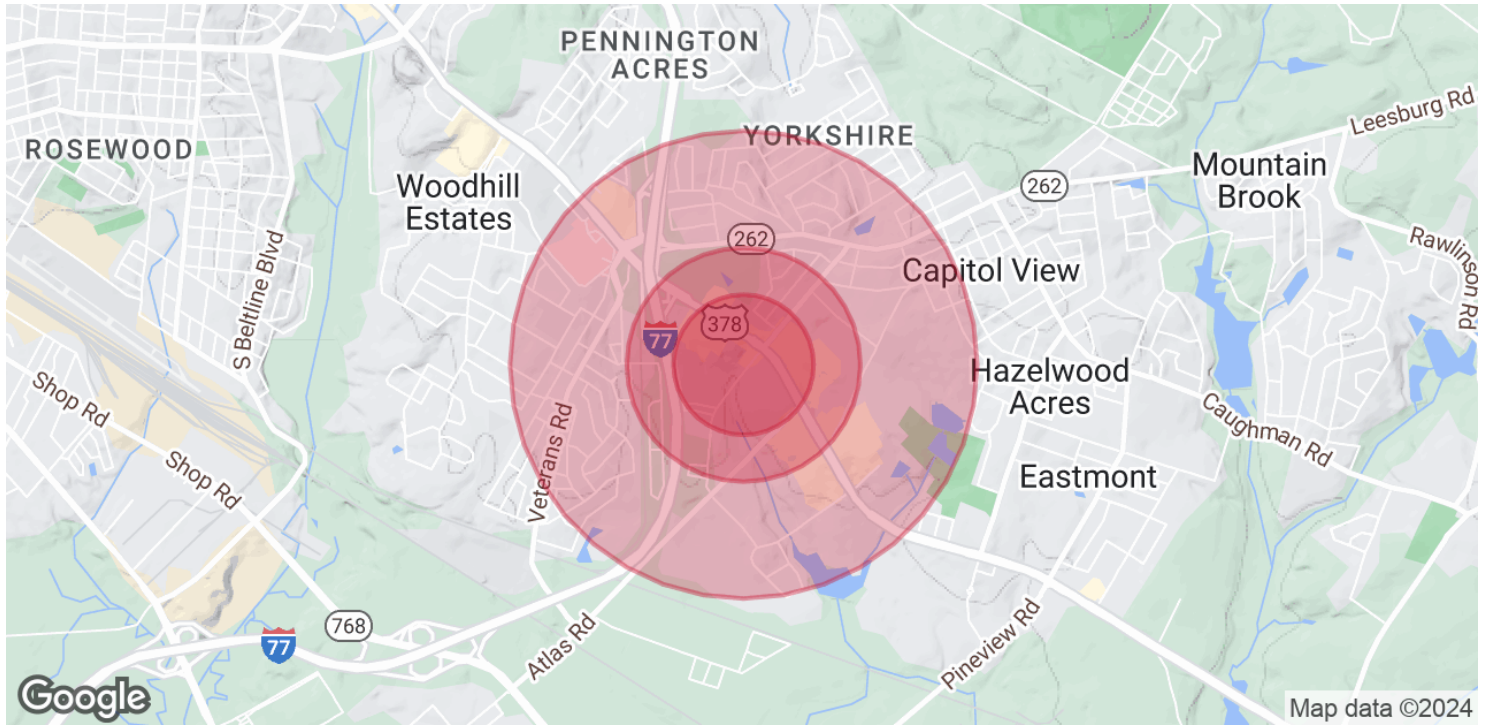 PENNINGTON
ACRES
ROSEWOOD
YORKSHIRE
Leesburg Rd
Mountain
Brook
Woodhill
Estates
262
262
Rawlinson Rd
S Beltline Blvd
Capitol View
378
77
Hazelwood
Acres
Shop Rd
Caughman Rd
Veterans Rd
Shop Rd
Eastmont
768
77
Atlas Rd
Pineview Rd
Google
Map data ©2024